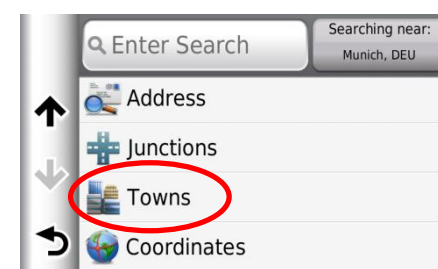 Enter Search
Searching near:
Munich, DEU
Address
Junctions
Towns
Coordinates